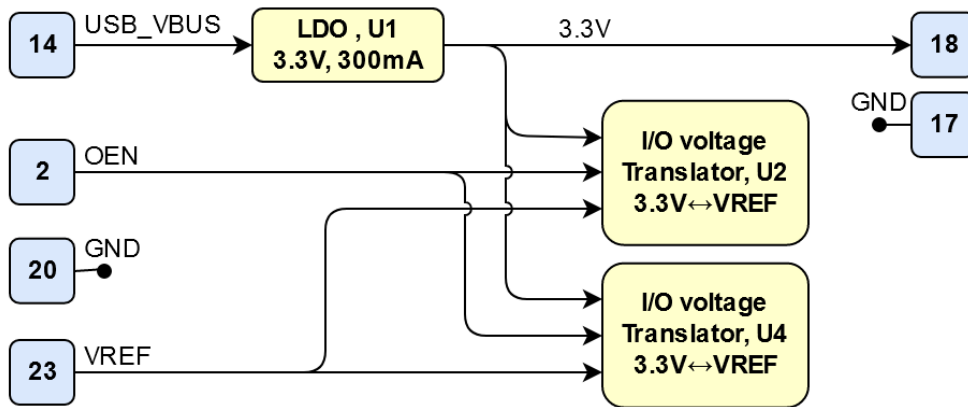 14
USB_VBUS
LDO , U1
3.3V, 300mA
3.3V
18
GND
17
2
OEN
I/O voltage
Translator, U2
3.3V↔VREF
20
GND
I/O voltage
Translator, U4
3.3V↔VREF
23
VREF